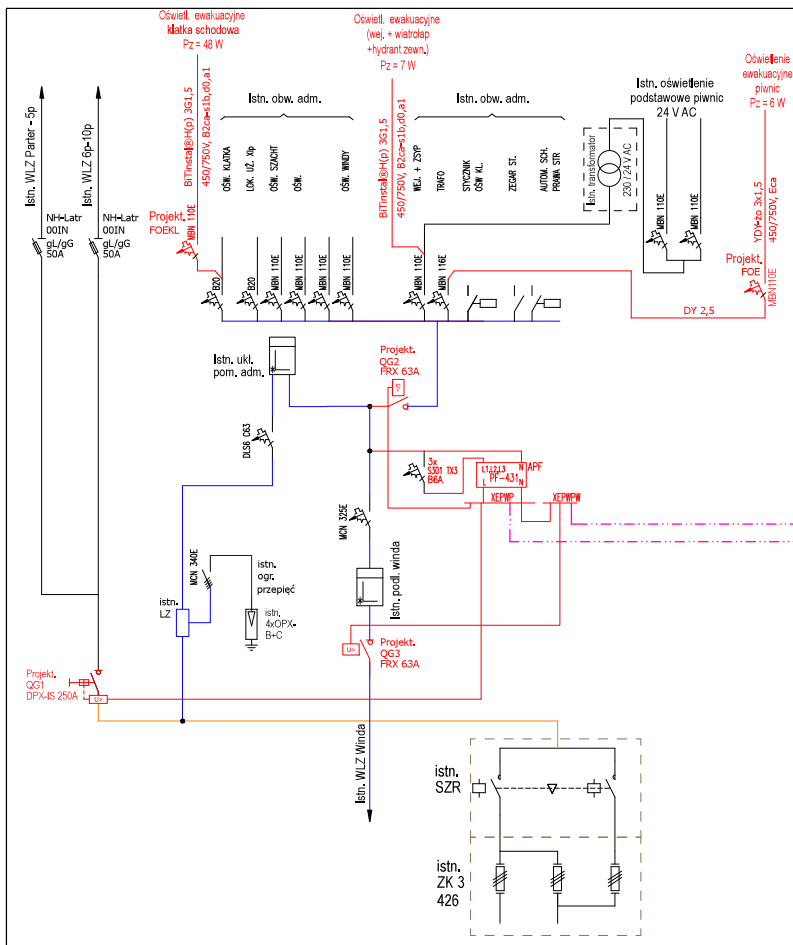 Oświetl. ewakuacyjne
klatka schodowa
Pz = 48 W
Oświetl. ewakuacyjne
(wej. + wiatrołap
+hydrant zewn.)
Pz = 7 W
Oświetlenie
ewakuacyjne
piwnic
Pz = 6 W
Istn. oświetlenie
podstawowe piwnic
24 V AC
Istn. obw. adm.
Istn. obw. adm.
Istn. WLZ Parter - 5p
Istn. WLZ 6p-10p
BiTinstal®H(p) 3G1,5
450/750V, B2ca-s1b,d0,a1
OŚW. KLATKA
LOK. UŻ. XIp
OŚW. SZACHT
OŚW.
OŚW. WINDY
BiTinstal®H(p) 3G1,5
450/750V, B2ca-s1b,d0,a1
WEJ. + ZSYP
TRAFO
STYCZNIK
OŚW KL.
ZEGAR ST.
AUTOM. SCH.
PRAWA STR
Istn. transformator
230 / 24 V AC
YDY-żo 3x1,5
450/750V, Eca
NH-Latr
00IN
gL/gG
50A
NH-Latr
00IN
gL/gG
50A
Projekt.
FOEKL
MBN 110E
MBN 110E
MBN 110E
Projekt.
FOE
MBN110E
B20
B20
MBN 110E
MBN 110E
MBN 110E
MBN 110E
MBN 116E
DY 2,5
Istn. ukł.
pom. adm.
Projekt.
QG2
FRX 63A
U>
DLS6 C63
3x
S301 TX3
B6A
L1L2L3 N
PF-431
L N
APF
XEPWP
XEPWPW
MCN 325E
MCN 340E
istn.
ogr.
przepięć
istn.
LZ
istn.
4xOPX-
B+C
Istn. podl. winda
U>
Projekt.
QG3
FRX 63A
Projekt.
QG1
DPX-IS 250A
U>
Istn. WLZ Winda
istn.
SZR
istn.
ZK 3
426